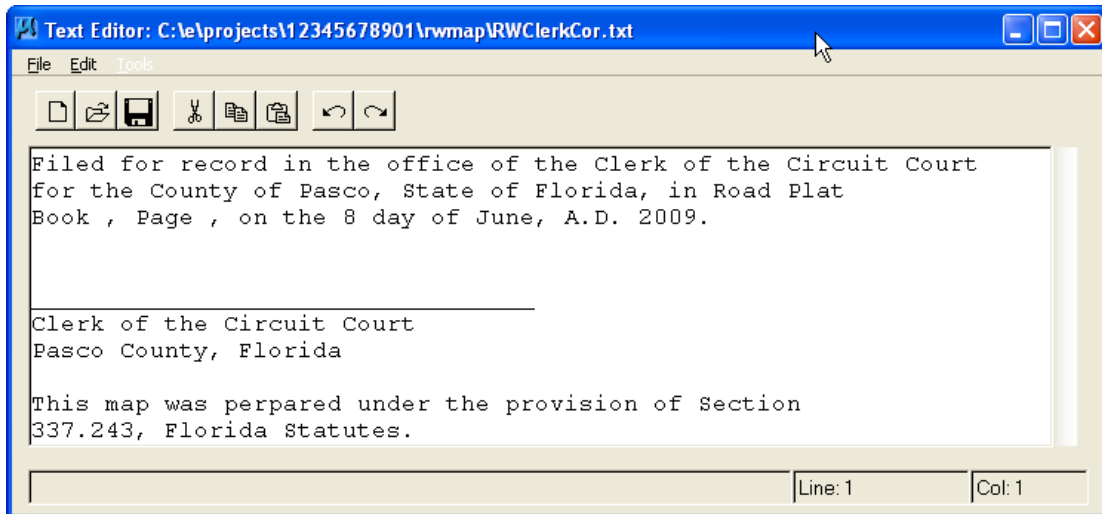 Text Editor: C:\e\projects\12345678901\rwmap\RWClerkCor.txt
File Edit Tools
Filed for record in the office of the Clerk of the Circuit Court
for the County of Pasco, State of Florida, in Road Plat
Book , Page , on the 8 day of June, A.D. 2009.
Clerk of the Circuit Court
Pasco County, Florida
This map was perpared under the provision of Section
337.243, Florida Statutes.
Line: 1 Col: 1